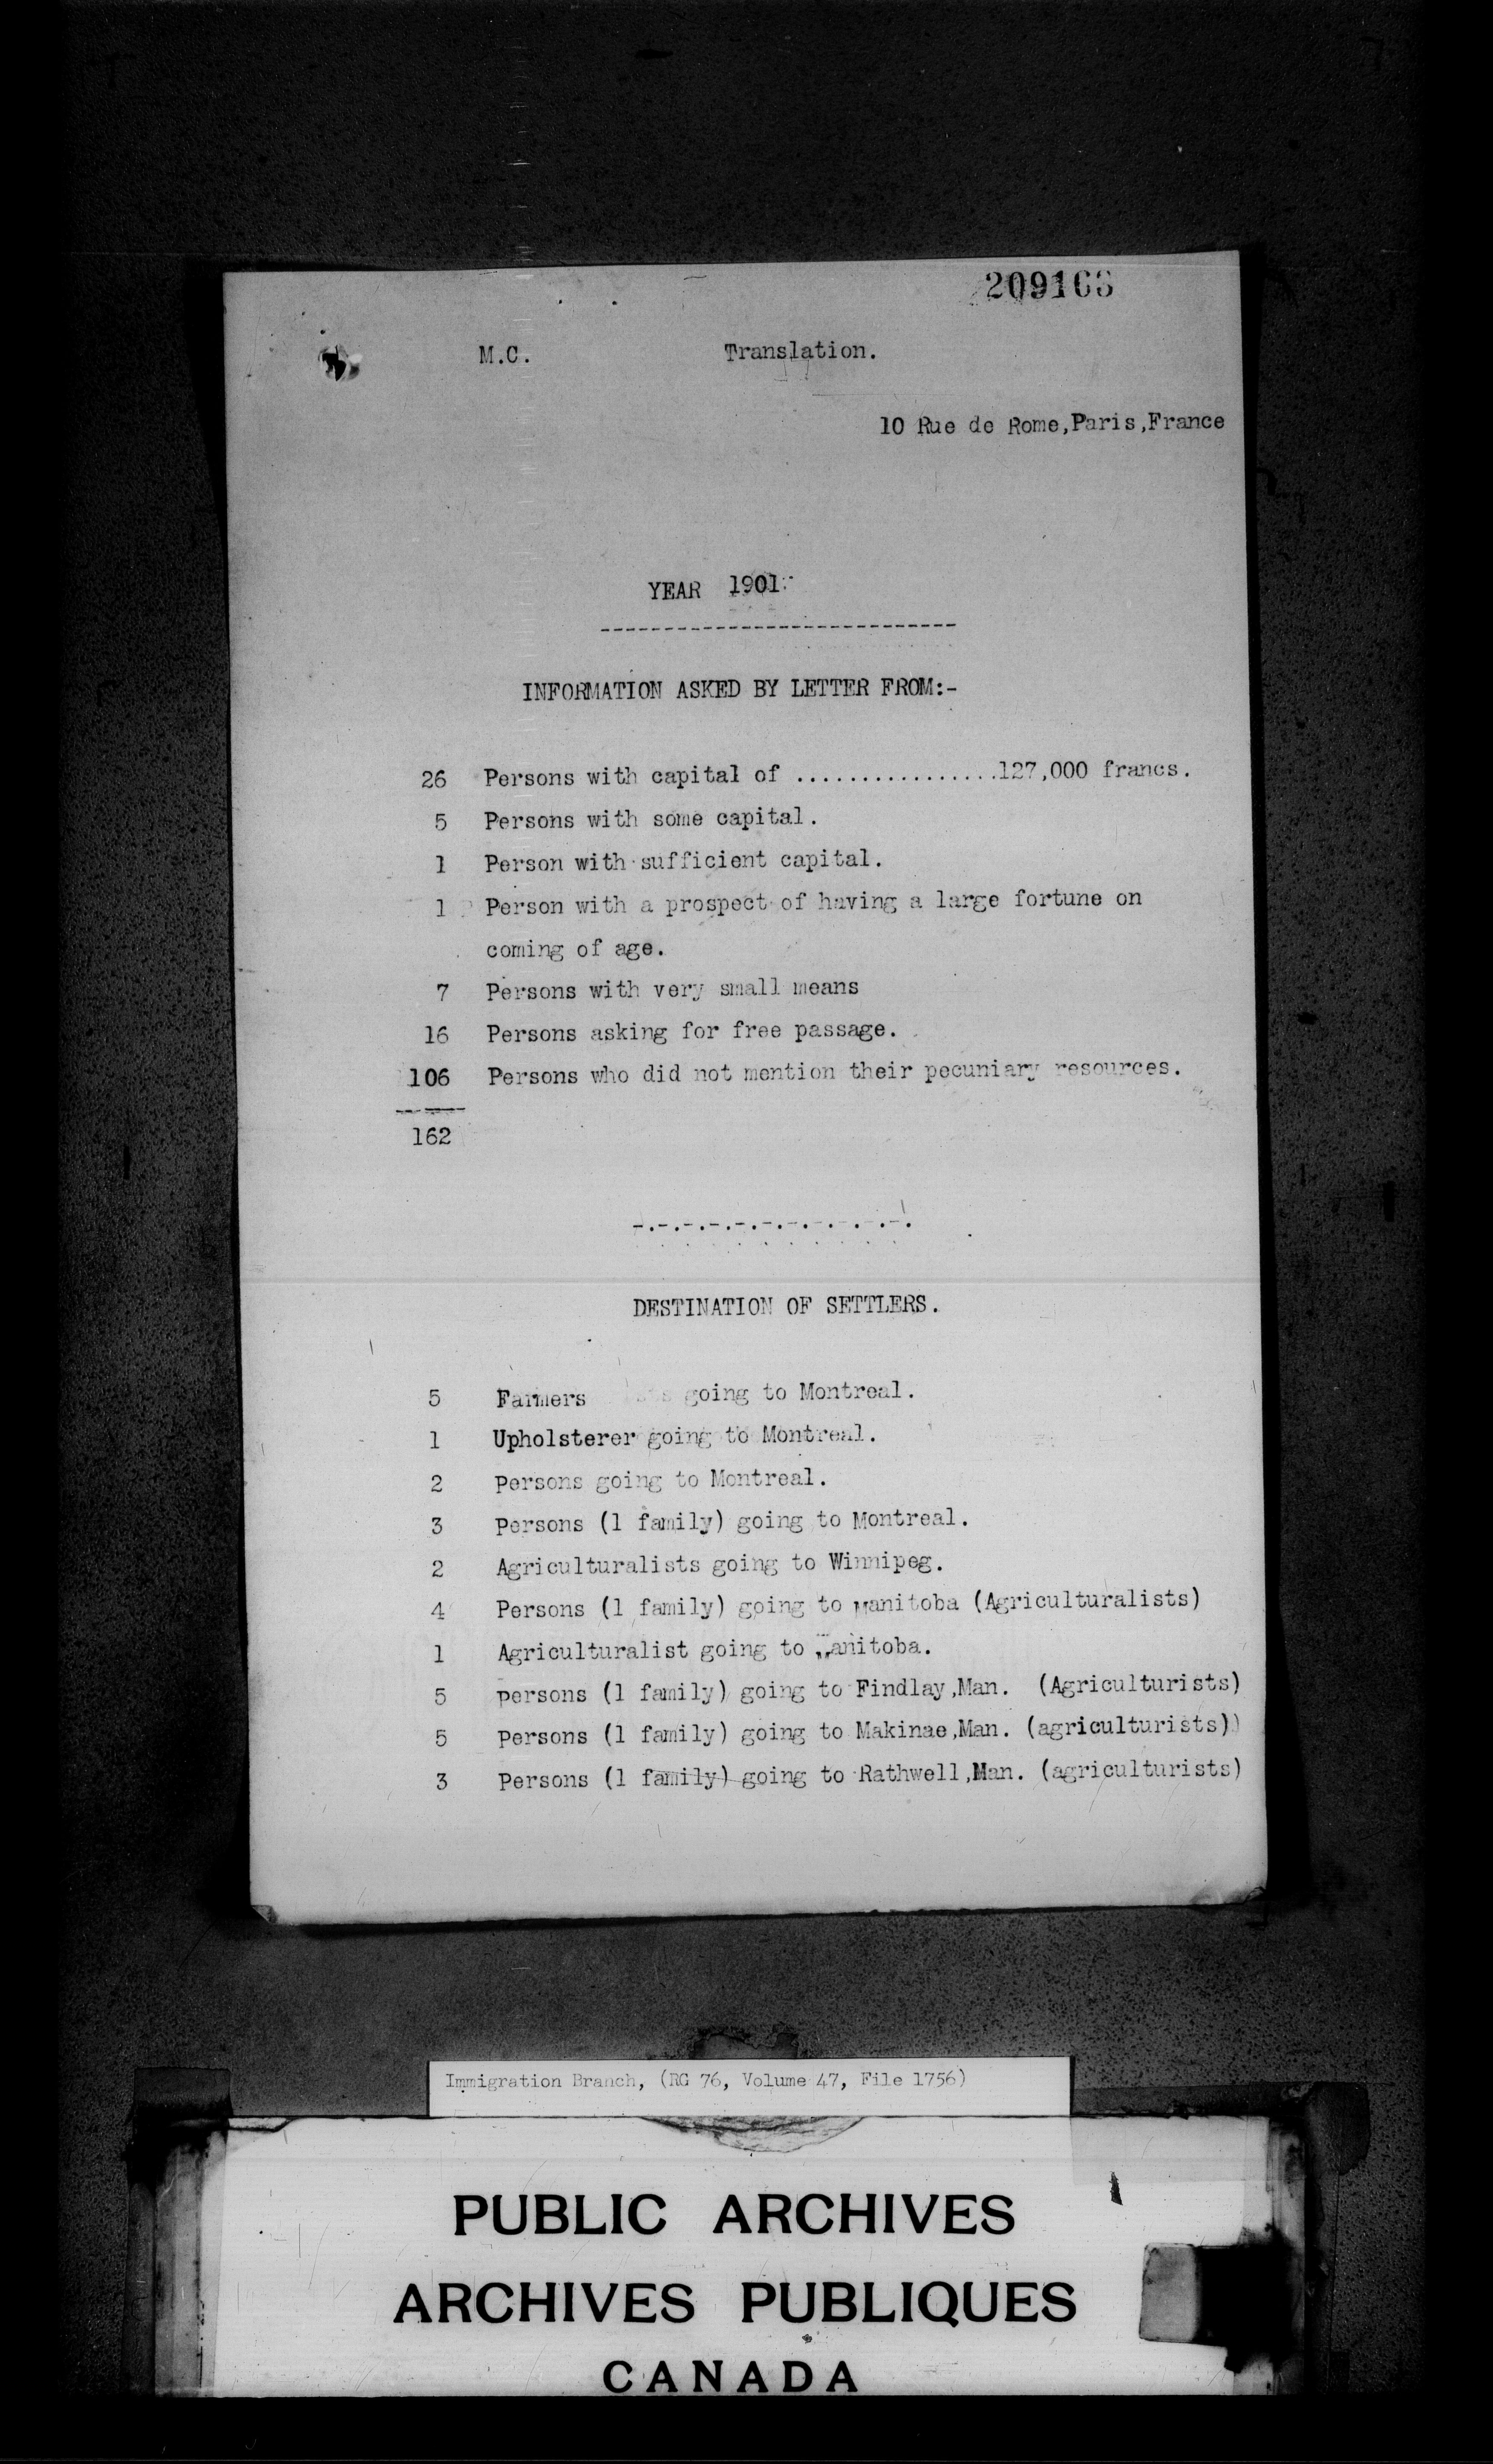 209163
M.C. Translation.
10 Rue de Rome,Paris,France
YEAR 1901.
INFORMATION ASKED BY LETTER FROM:-
26 Persons with capital of ................127,000 francs.
5 Persons with some capital.
1 Person with sufficient capital.
1 Person with a prospect of having a large fortune on
coming of age.
7 Persons with very small means
16 Persons asking for free passage.
106 Persons who did not mention their pecuniary resources.
162
DESTINATION OF SETTLERS.
5 Farmers going to Montreal.
1 Upholsterer going to Montreal.
2 Persons going to Montreal.
3 Persons (1 family) going to Montreal.
2 Agriculturalists going to Winnipeg.
4 Persons (1 family) going to Manitoba (Agriculturalists)
1 Agriculturalist going to Manitoba.
5 Persons (1 family) going to Findlay,Man. (Agriculturists)
5 Persons (1 family) going to Makinae,Man. (agriculturists))
3 Persons (1 family) going to Rathwell,Man. (agriculturists)
Immigration Branch, (RG 76, Volume 47, File 1756)
PUBLIC ARCHIVES
ARCHIVES PUBLIQUES
CANADA